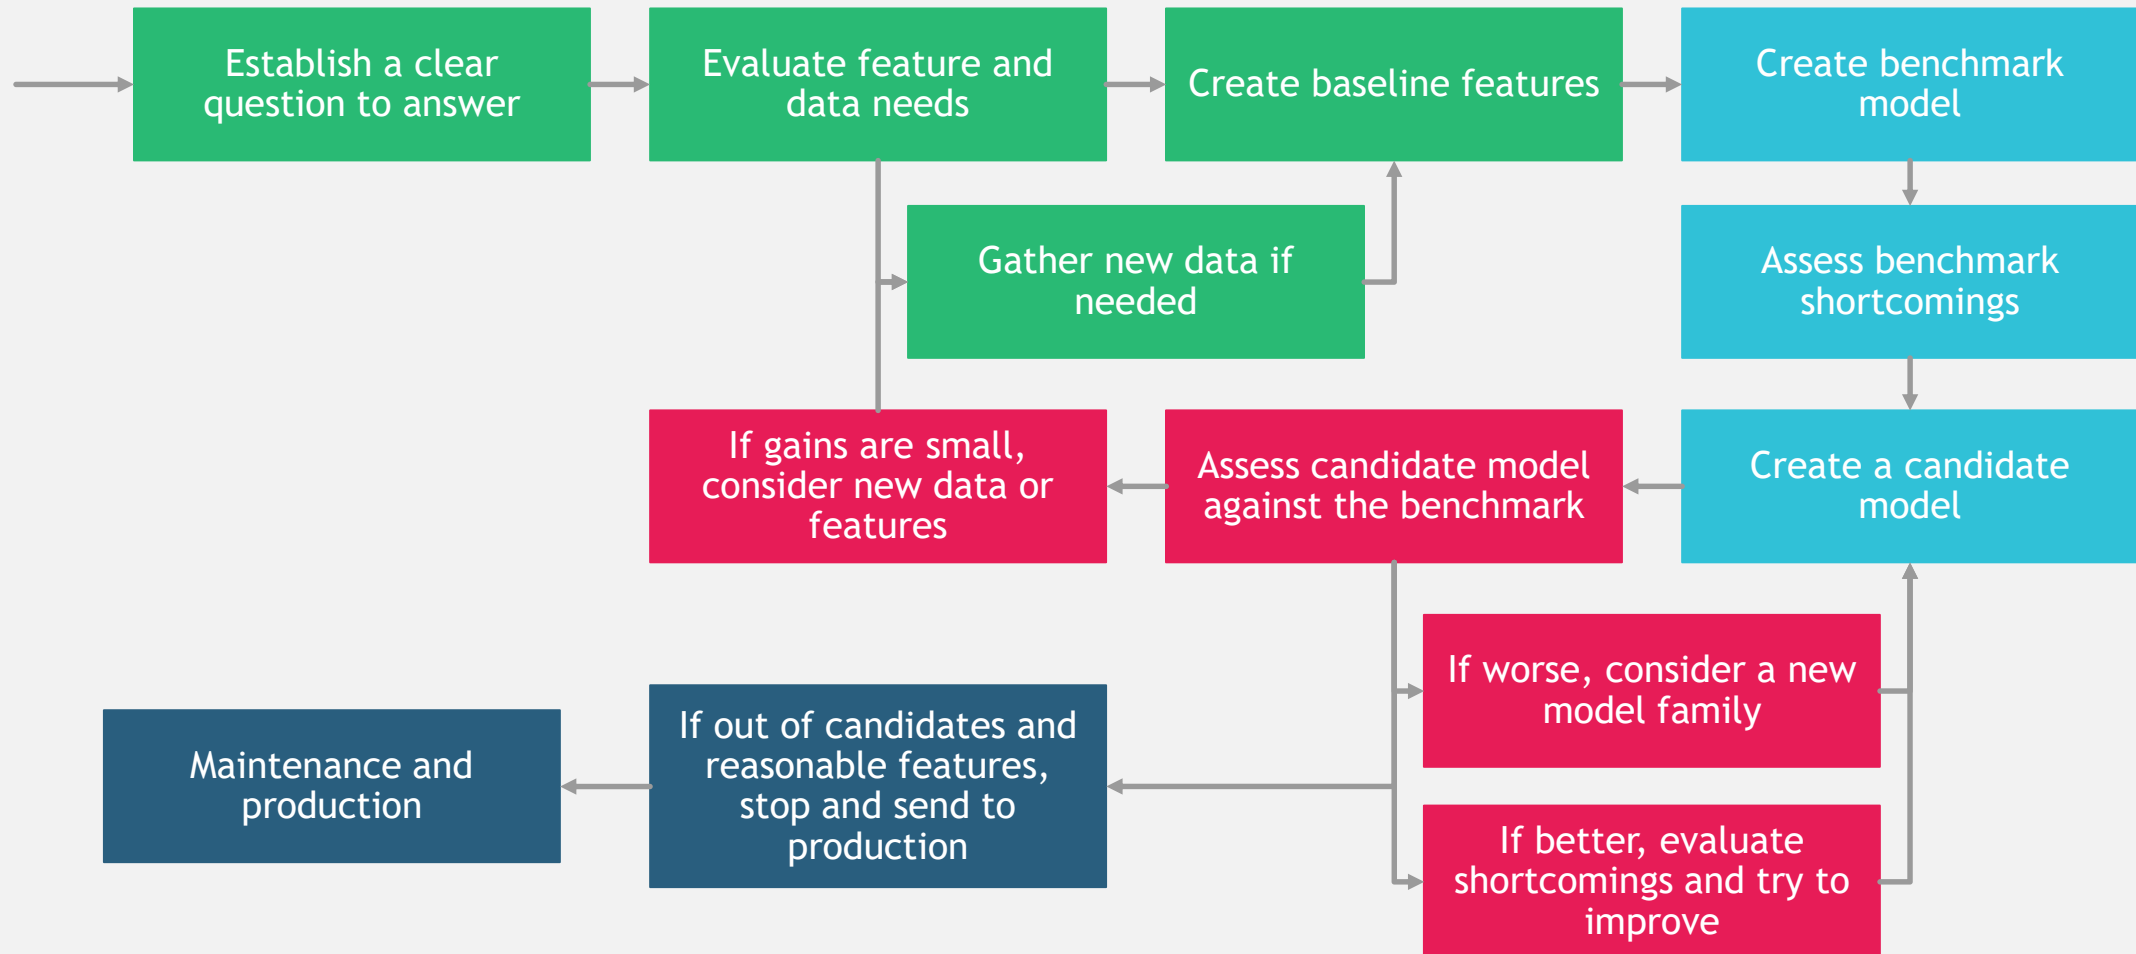 Establish a clear
question to answer
Evaluate feature and
data needs
Create baseline features
Create benchmark
model
Gather new data if
needed
Assess benchmark
shortcomings
If gains are small,
consider new data or
features
Assess candidate model
against the benchmark
Create a candidate
model
If worse, consider a new
model family
Maintenance and
production
If out of candidates and
reasonable features,
stop and send to
production
If better, evaluate
shortcomings and try to
improve